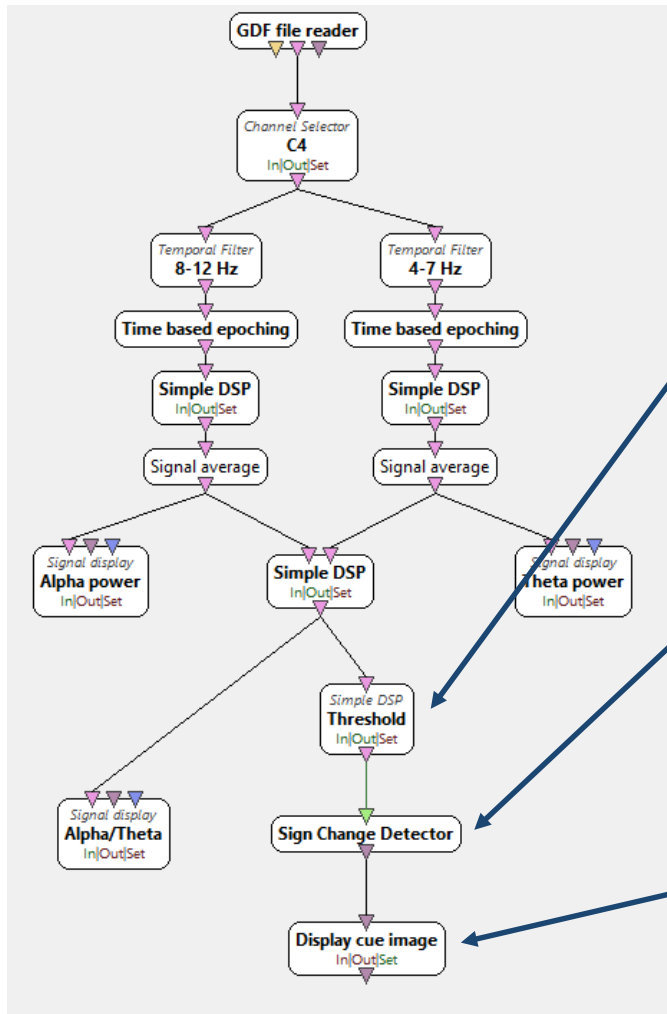 GDF file reader
Channel Selector
C4
In|Out|Set
Temporal Filter
8-12 Hz
Temporal Filter
4-7 Hz
Time based epoching
Time based epoching
Simple DSP
In|Out|Set
Simple DSP
In|Out|Set
Signal average
Signal average
Signal display
Alpha power
In|Out|Set
Simple DSP
In|Out|Set
Signal display
Theta power
In|Out|Set
Simple DSP
Threshold
In|Out|Set
Signal display
Alpha/Theta
In|Out|Set
Sign Change Detector
Display cue image
In|Out|Set